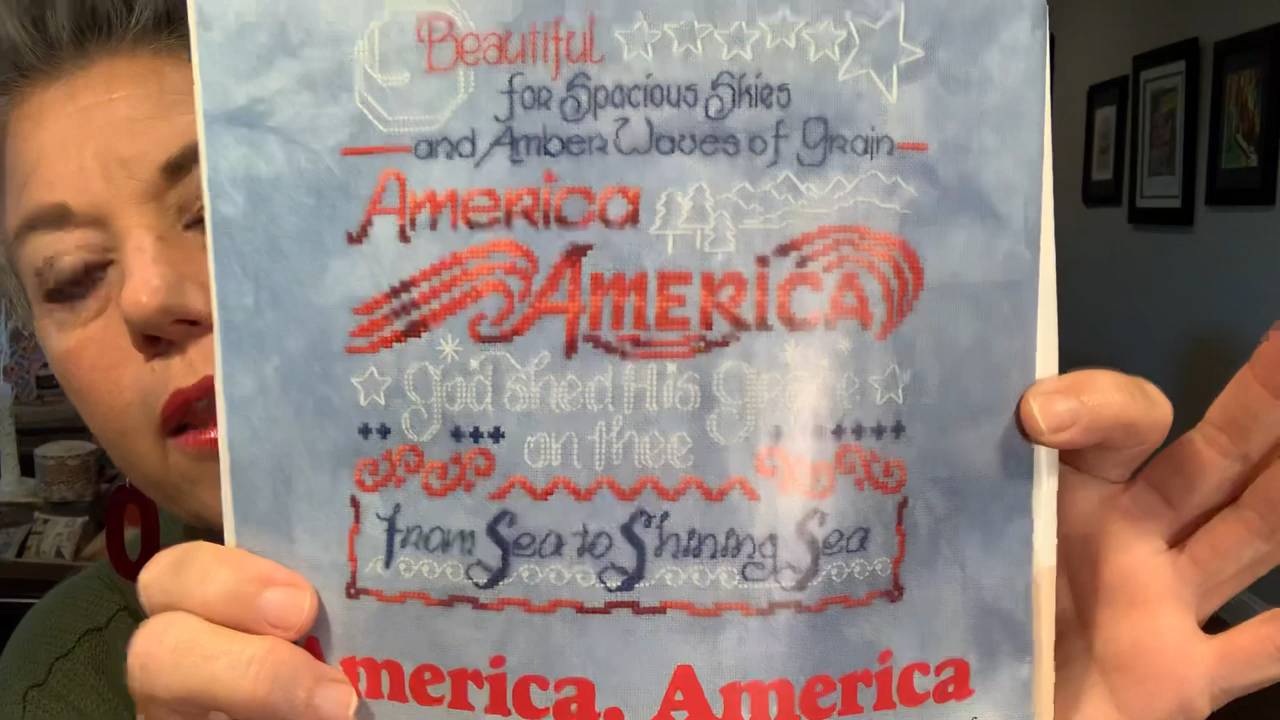 O Beautiful
for Spacious Skies
and Amber Waves of Grain
America
AMERICA
God shed His Grace
on thee
from Sea to Shining Sea
America, America